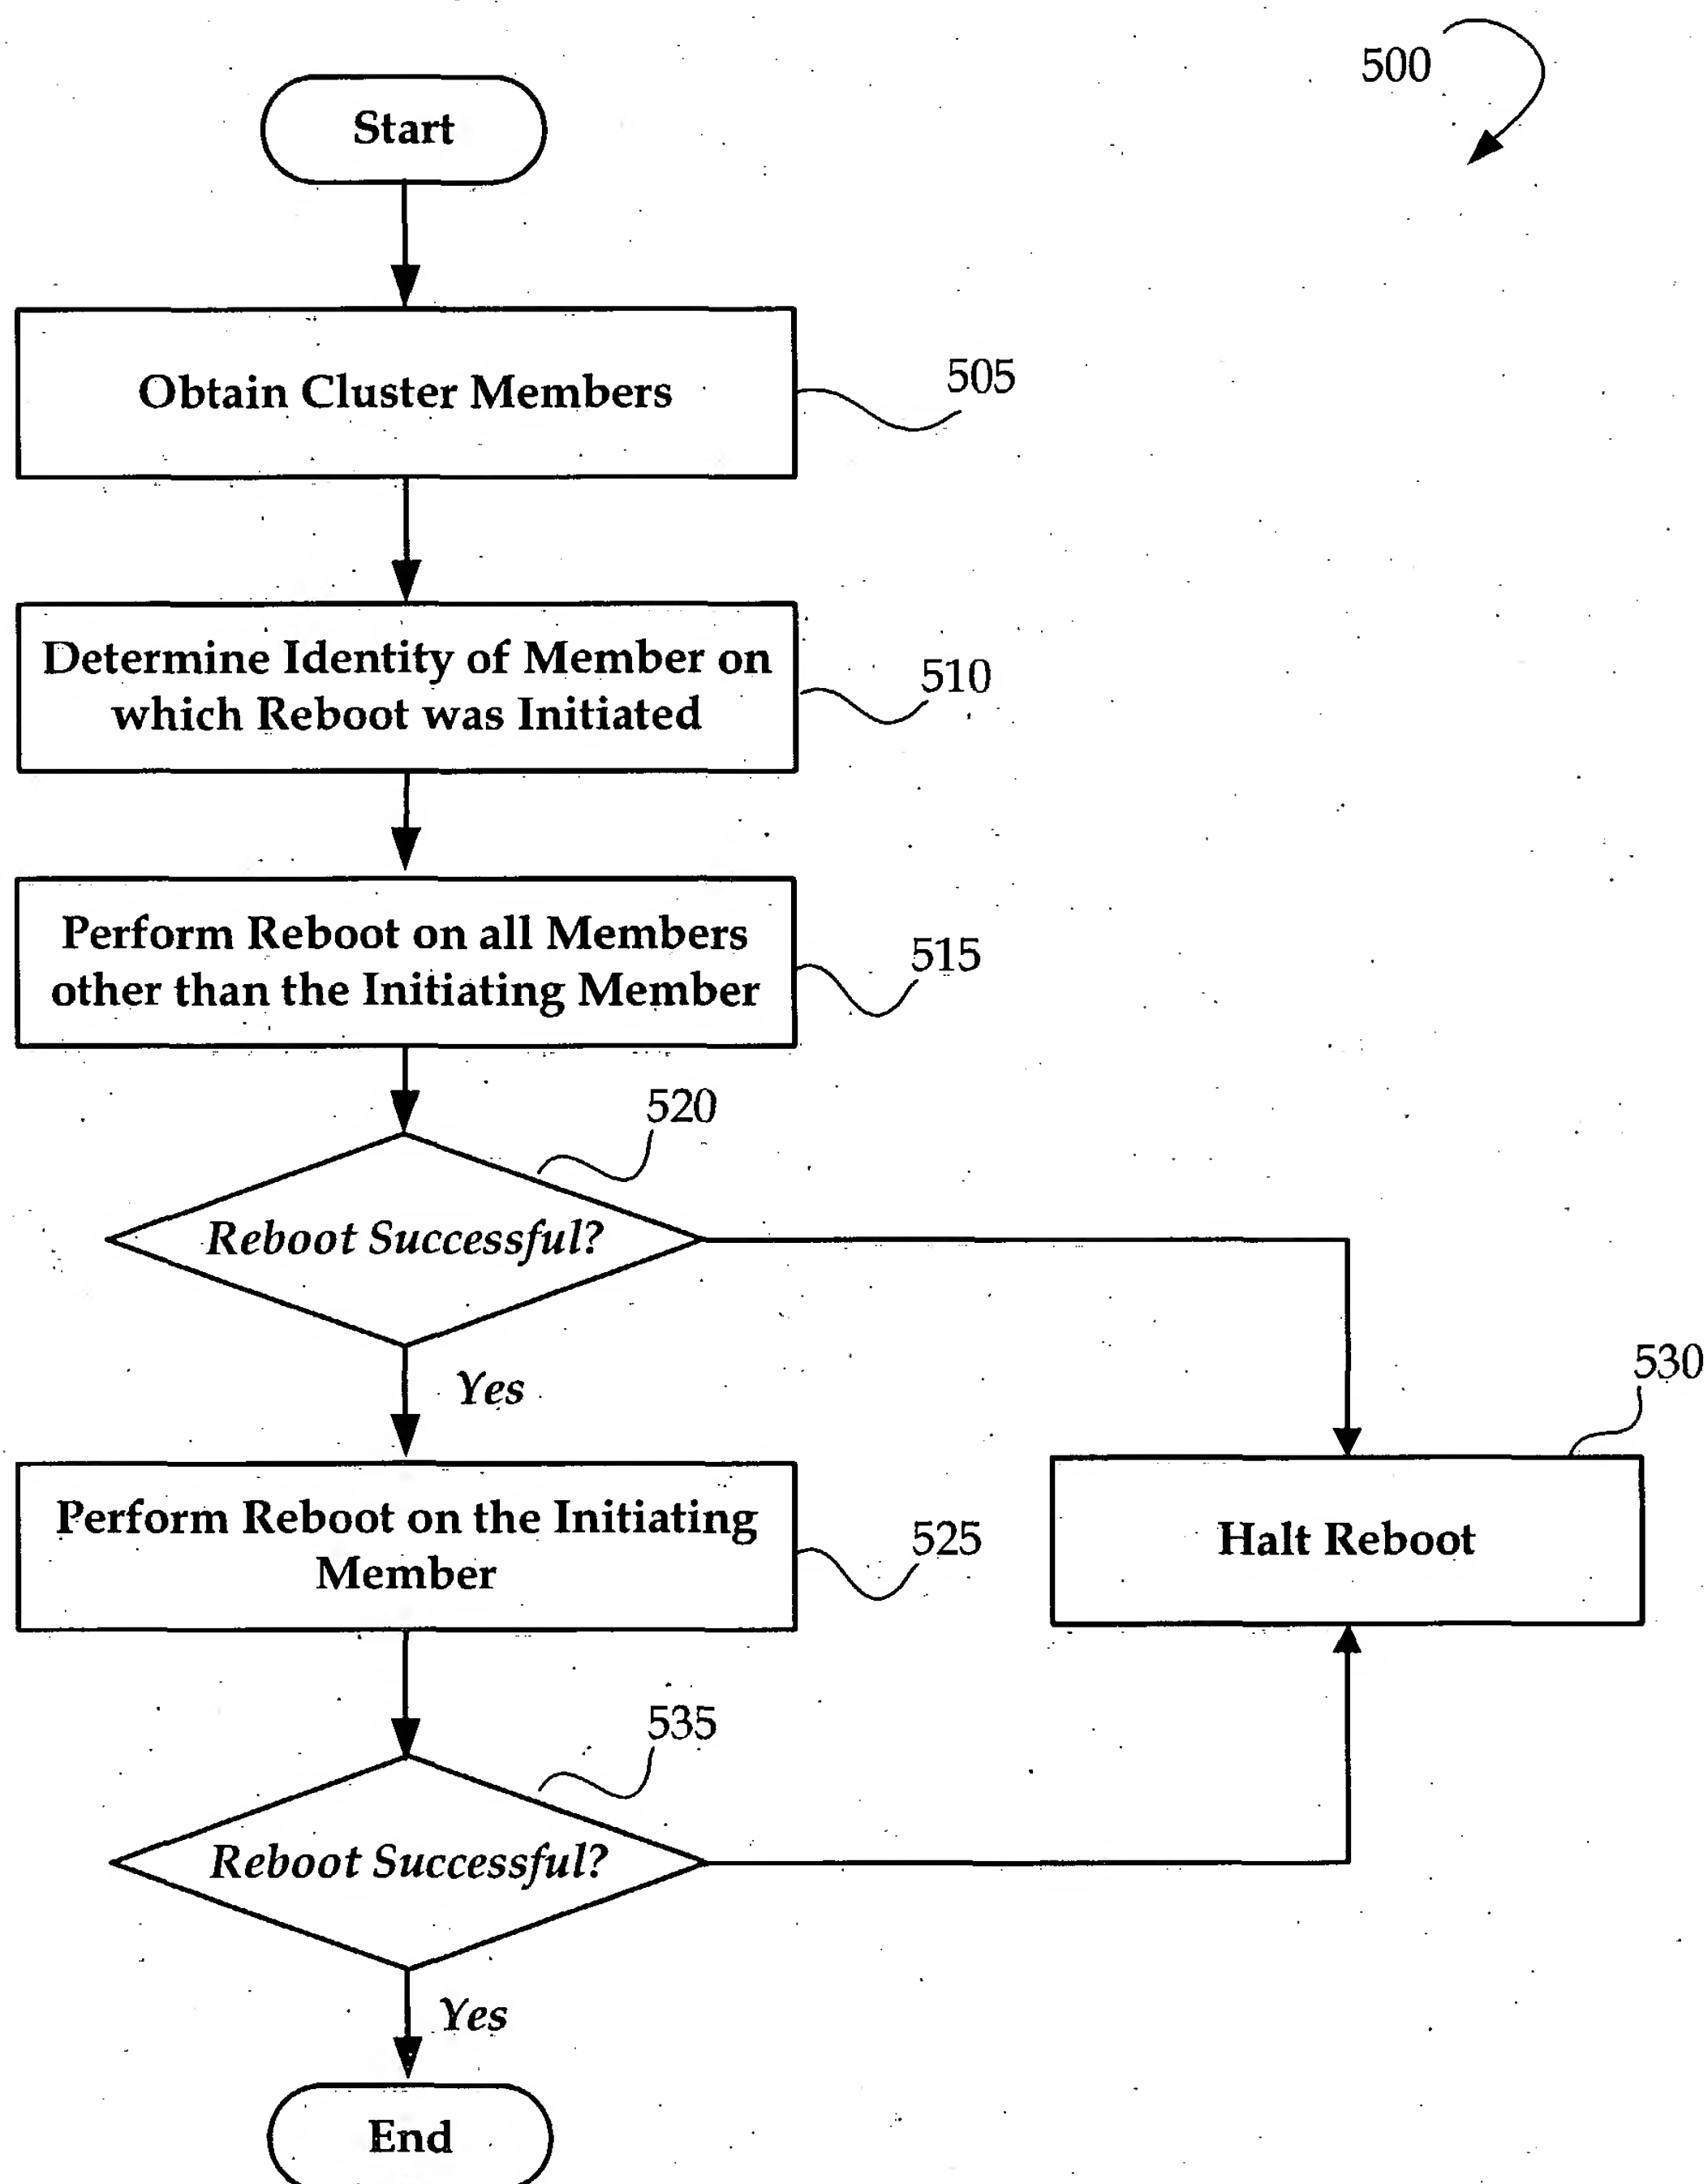 500
Start
Obtain Cluster Members
505
Determine Identity of Member on
which Reboot was Initiated
510
Perform Reboot on all Members
other than the Initiating Member
515
520
Reboot Successful?
Yes
530
Perform Reboot on the Initiating
Member
525
Halt Reboot
535
Reboot Successful?
Yes
End